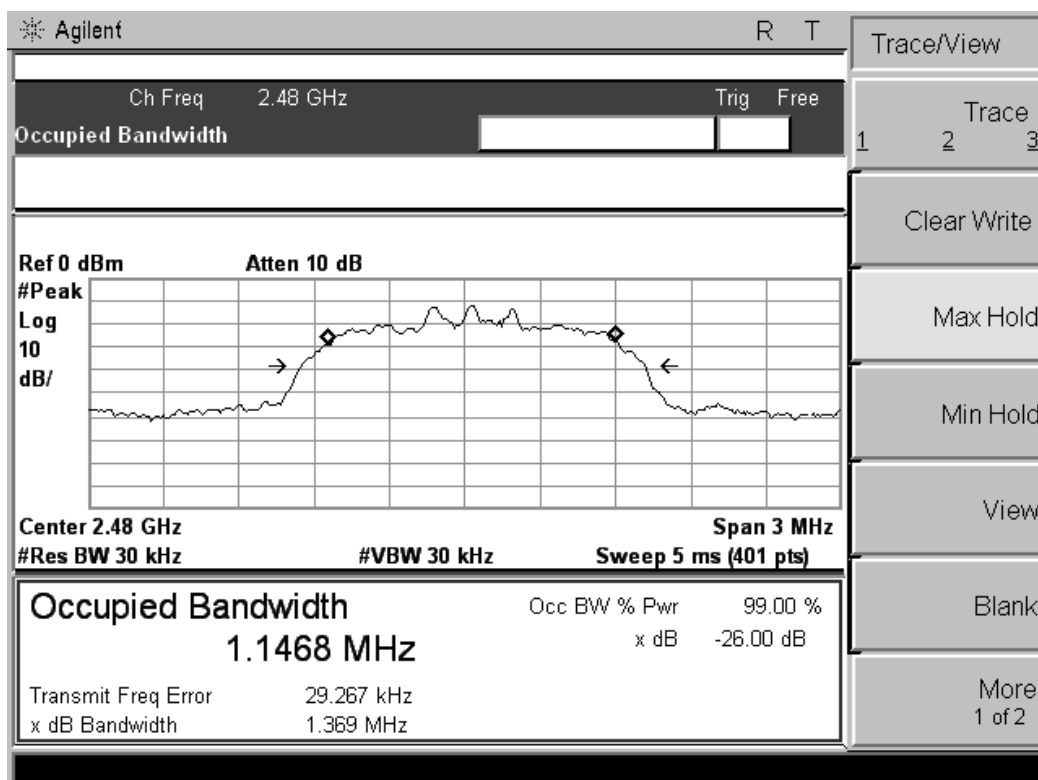 Agilent R T
Trace/View
Ch Freq 2.48 GHz Trig Free
Occupied Bandwidth
Trace
1 2 3
Clear Write
Ref 0 dBm Atten 10 dB
#Peak
Log
10
dB/
Max Hold
Min Hold
View
Center 2.48 GHz Span 3 MHz
#Res BW 30 kHz #VBW 30 kHz Sweep 5 ms (401 pts)
Occupied Bandwidth
1.1468 MHz
Occ BW % Pwr 99.00 %
x dB -26.00 dB
Transmit Freq Error 29.267 kHz
x dB Bandwidth 1.369 MHz
Blank
More
1 of 2